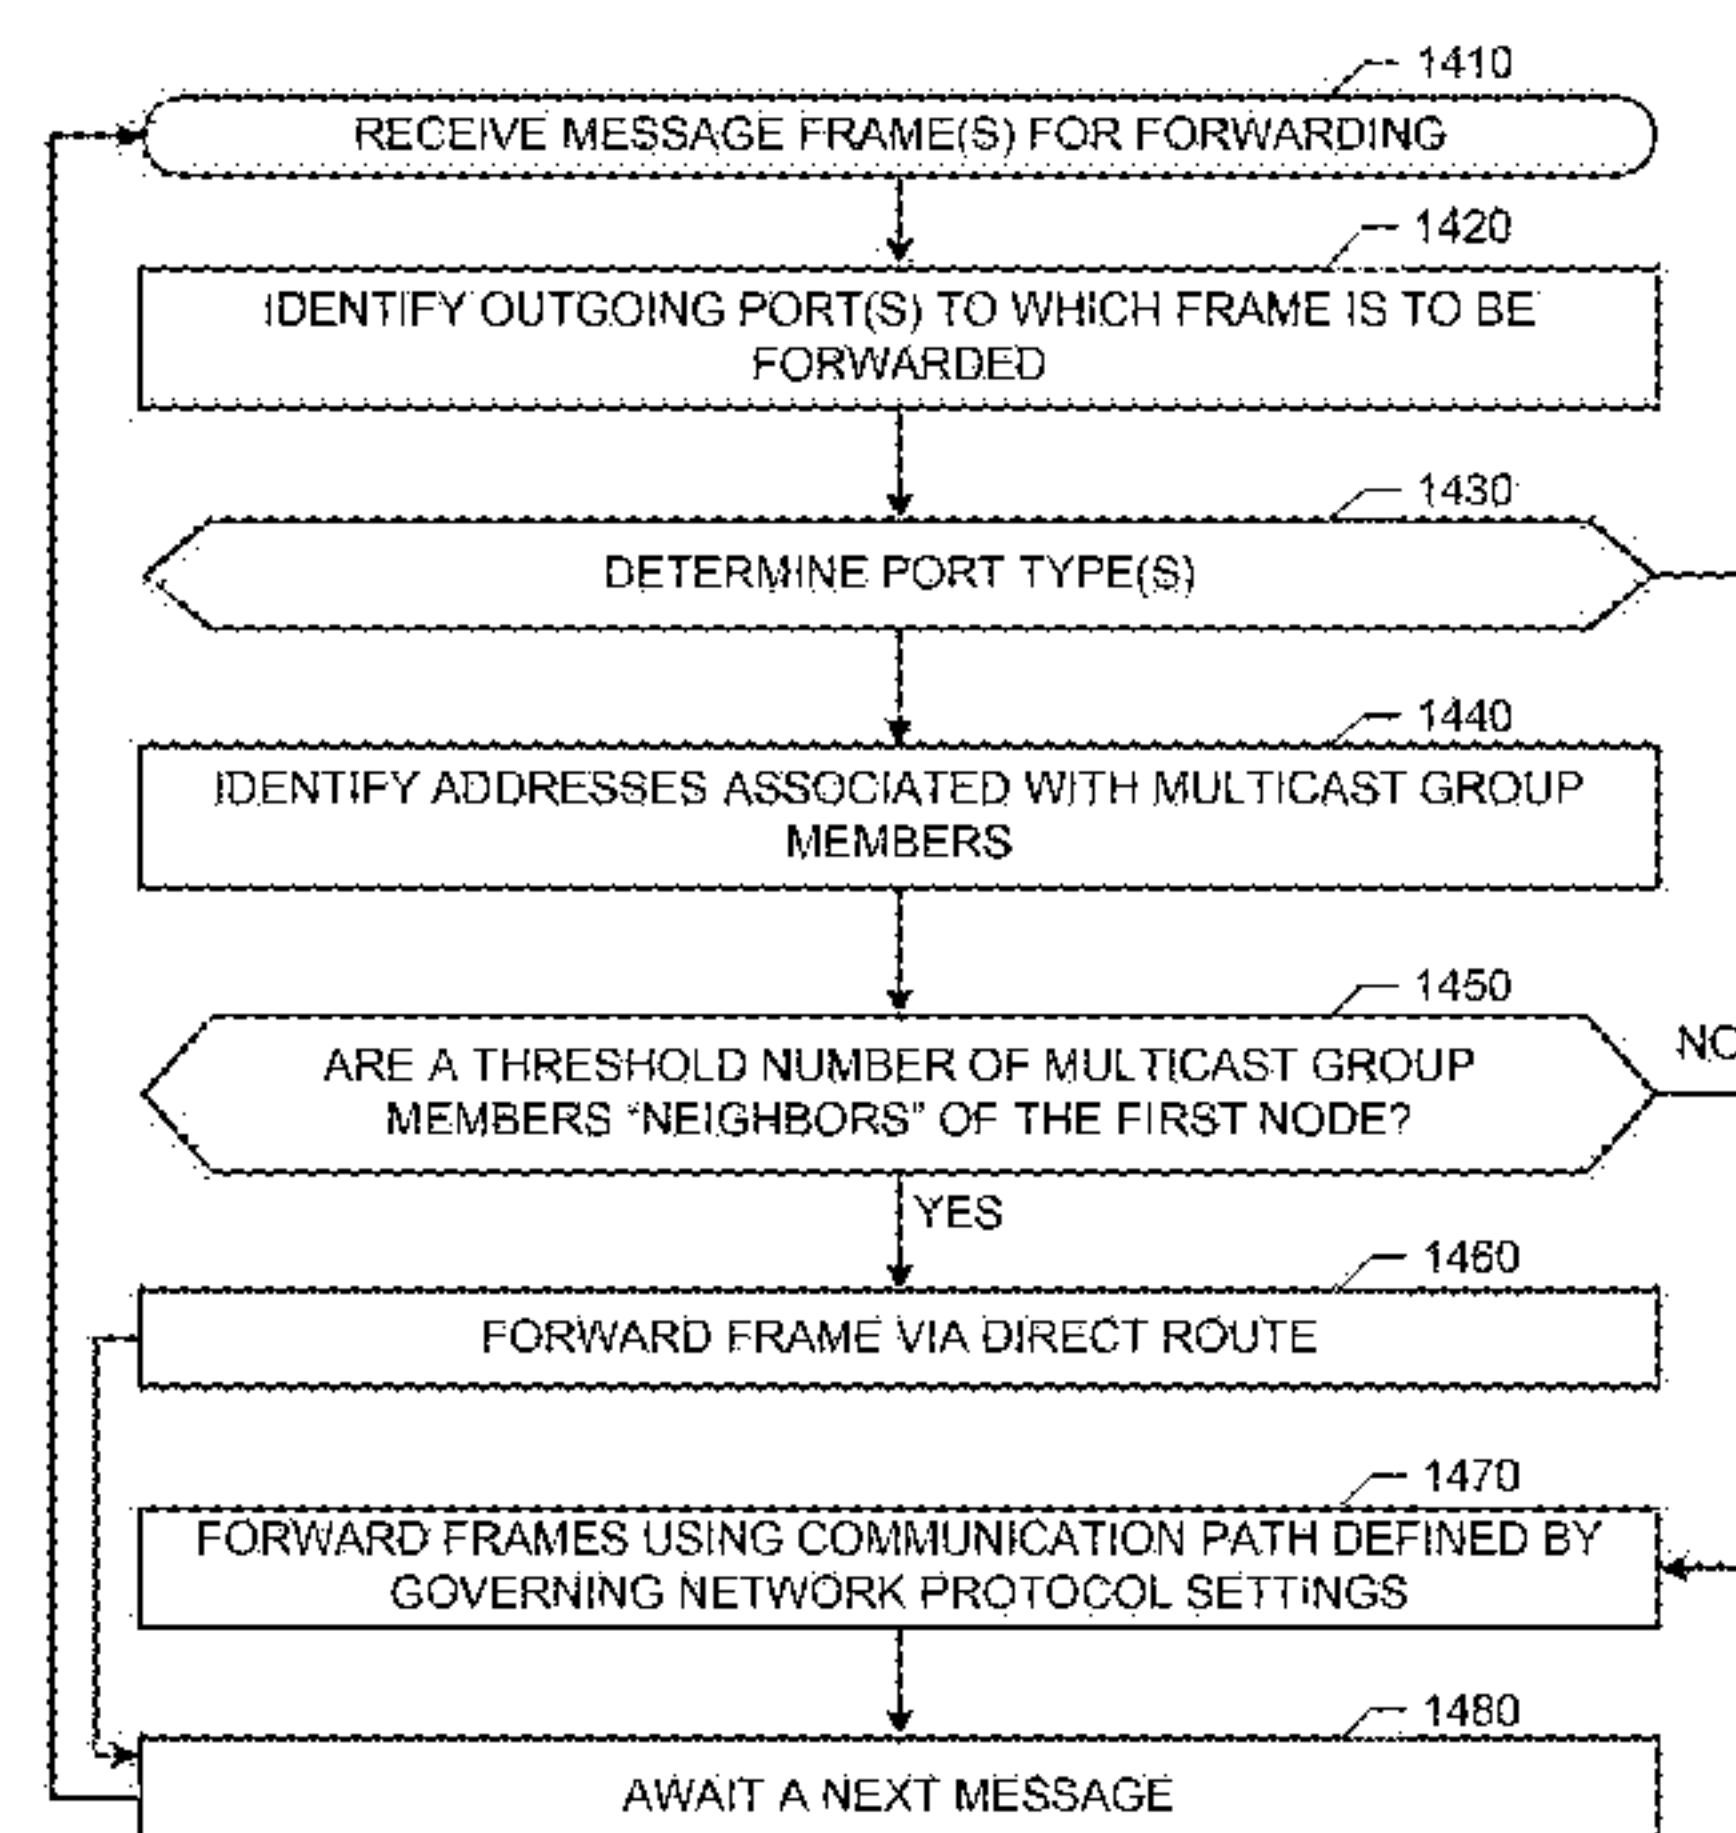 1410
RECEIVE MESSAGE FRAME(S) FOR FORWARDING
1420
IDENTIFY OUTGOING PORT(S) TO WHICH FRAME IS TO BE
FORWARDED
1430
DETERMINE PORT TYPE(S)
1440
IDENTIFY ADDRESSES ASSOCIATED WITH MULTICAST GROUP
MEMBERS
1450
ARE A THRESHOLD NUMBER OF MULTICAST GROUP
MEMBERS “NEIGHBORS” OF THE FIRST NODE?
NO
YES
1460
FORWARD FRAME VIA DIRECT ROUTE
1470
FORWARD FRAMES USING COMMUNICATION PATH DEFINED BY
GOVERNING NETWORK PROTOCOL SETTINGS
1480
AWAIT A NEXT MESSAGE